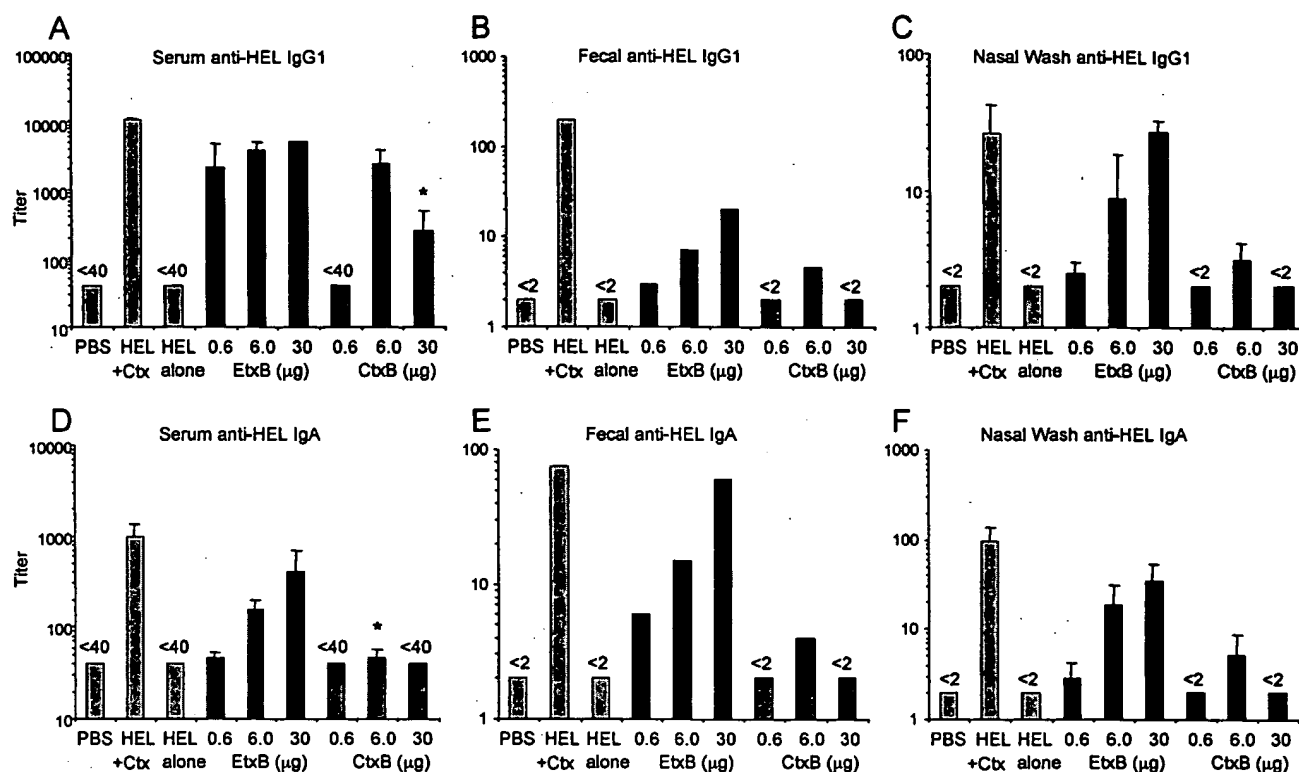 A
Serum anti-HEL IgG1
Titer
100000
10000
1000
100
10
<40
<40
<40
*
PBS HEL HEL 0.6 6.0 30 0.6 6.0 30
+Ctx alone EtxB (µg) CtxB (µg)
B
Fecal anti-HEL IgG1
1000
100
10
1
<2
<2
<2
<2
PBS HEL HEL 0.6 6.0 30 0.6 6.0 30
+Ctx alone EtxB (µg) CtxB (µg)
C
Nasal Wash anti-HEL IgG1
100
10
1
<2
<2
<2
<2
PBS HEL HEL 0.6 6.0 30 0.6 6.0 30
+Ctx alone EtxB (µg) CtxB (µg)
D
Serum anti-HEL IgA
Titer
10000
1000
100
10
<40
<40
<40
*
<40
PBS HEL HEL 0.6 6.0 30 0.6 6.0 30
+Ctx alone EtxB (µg) CtxB (µg)
E
Fecal anti-HEL IgA
100
10
1
<2
<2
<2
<2
PBS HEL HEL 0.6 6.0 30 0.6 6.0 30
+Ctx alone EtxB (µg) CtxB (µg)
F
Nasal Wash anti-HEL IgA
1000
100
10
1
<2
<2
<2
<2
PBS HEL HEL 0.6 6.0 30 0.6 6.0 30
+Ctx alone EtxB (µg) CtxB (µg)